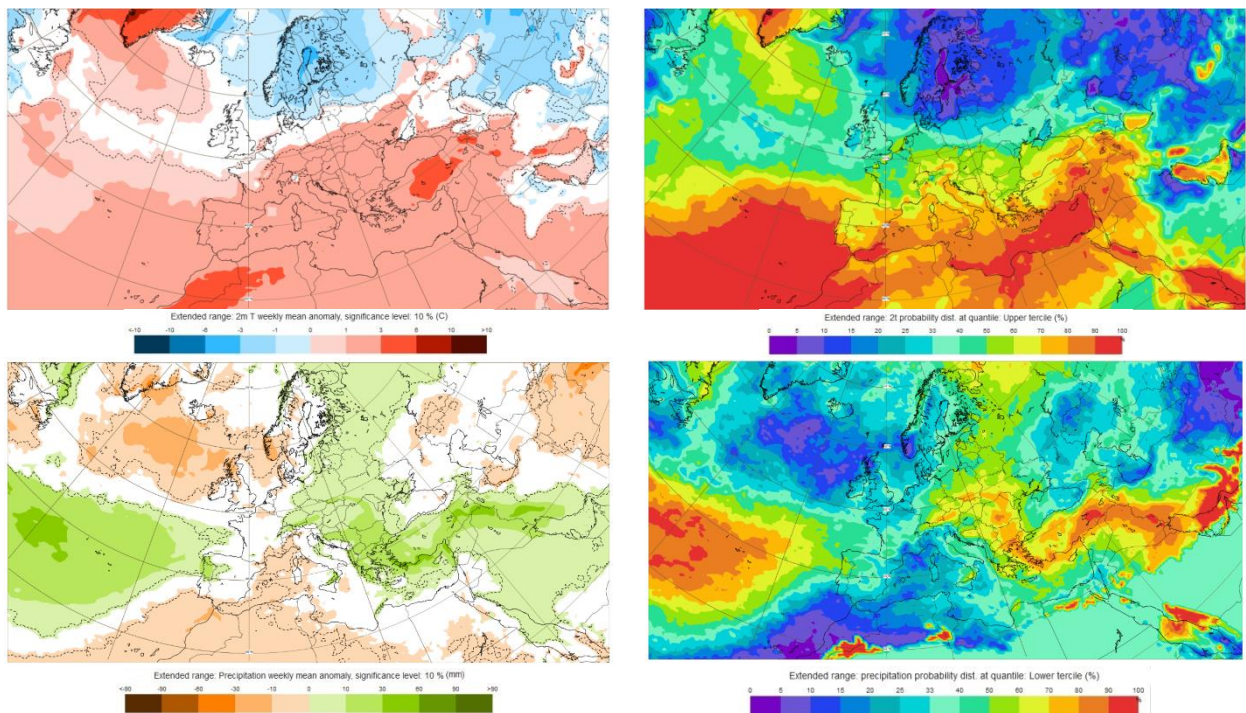 Extended range: 2m T weekly mean anomaly, significance level: 10 % (C)
<-10 -10 -6 -3 -1 0 1 3 6 10 >10
Extended range: 2t probability dist. at quantile: Upper tercile (%)
0 5 10 15 20 25 33 40 50 60 70 80 90 100
%
Extended range: Precipitation weekly mean anomaly, significance level: 10 % (mm)
<-90 -90 -60 -30 -10 0 10 30 60 90 >90
Extended range: precipitation probability dist. at quantile: Lower tercile (%)
0 5 10 15 20 25 33 40 50 60 70 80 90 100
%